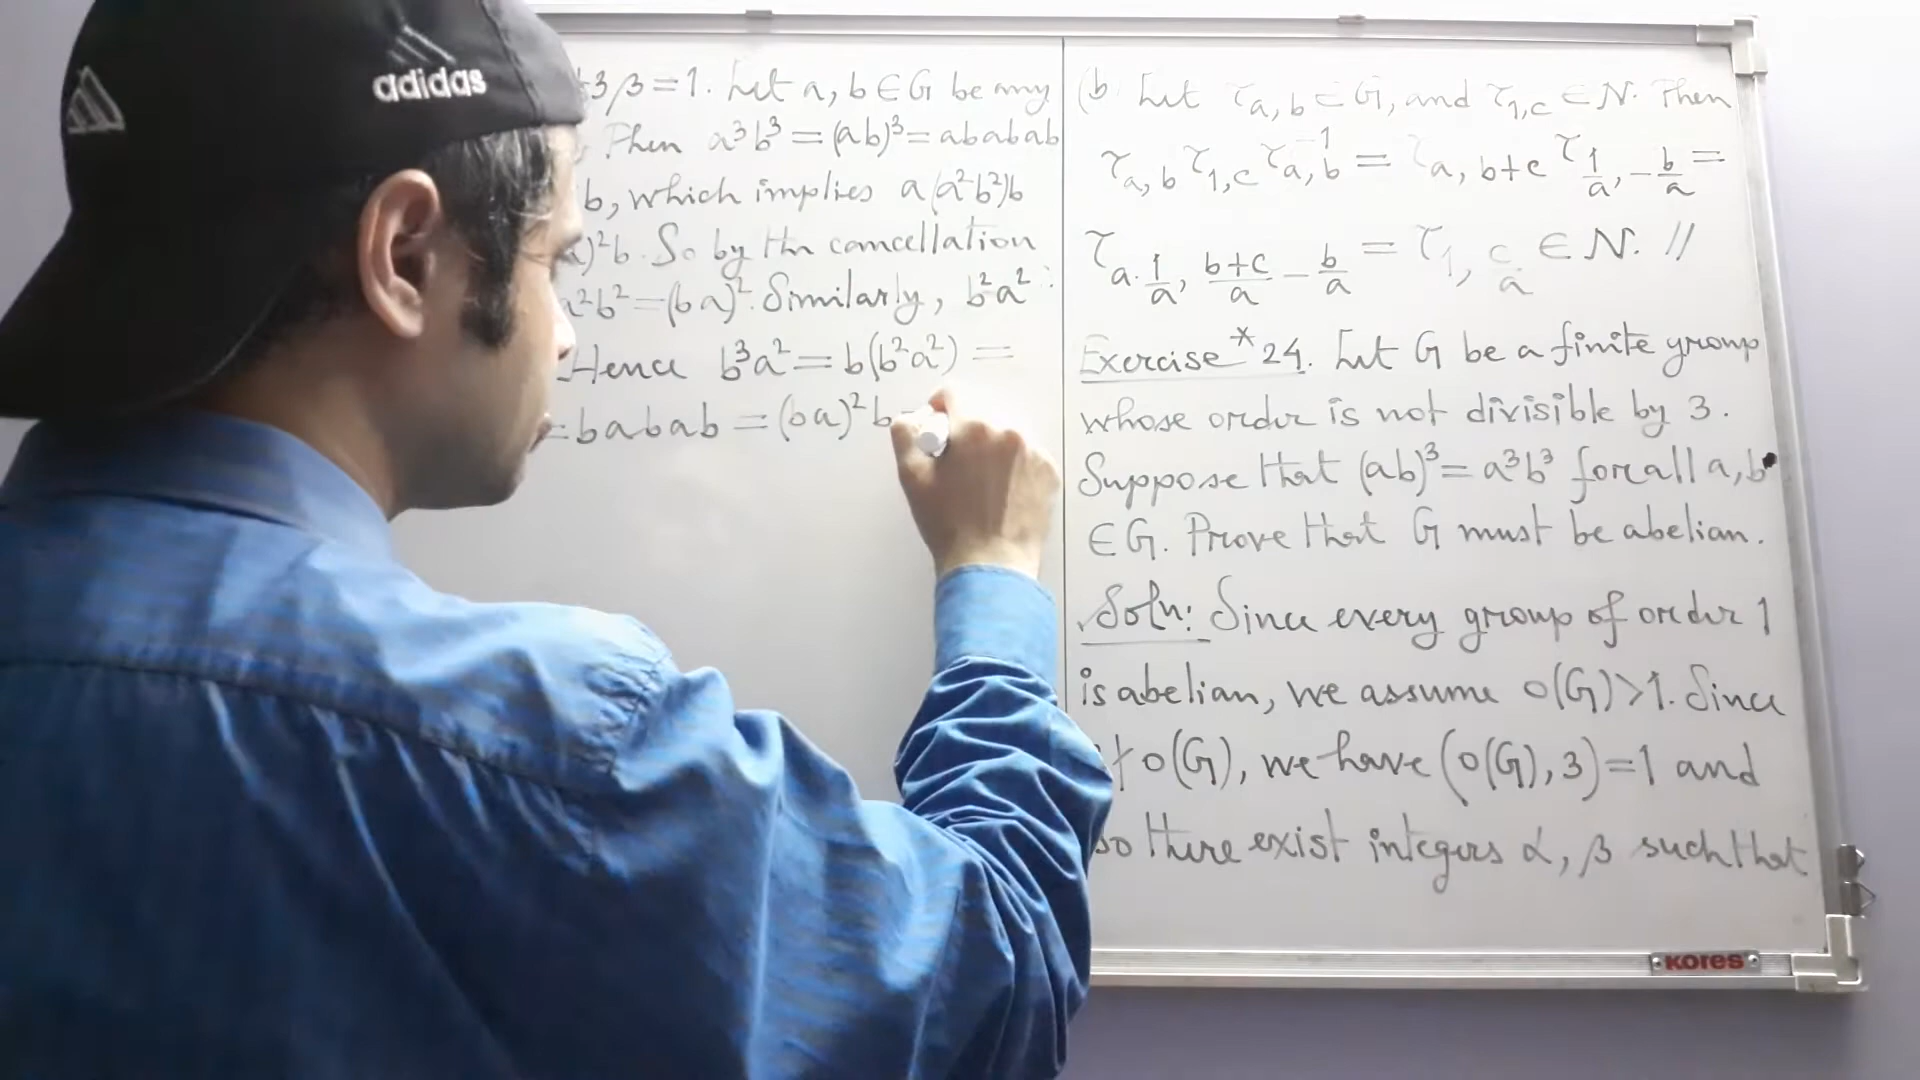 adidas
+3β=1. Let a, b ∈ G be any
Then a³b³ = (ab)³ = ababab
b, which implies a(a²b²)b
)²b. So by the cancellation
a²b² = (ba)². Similarly, b²a²
Hence b³a² = b(b²a²) =
= babab = (ba)²b
(b Let τa,b ∈ G, and τ1,c ∈ N. Then
τa,b τ1,c τa,b⁻¹ = τa, b+c τ1/a, -b/a =
τa·1/a, (b+c)/a - b/a = τ1, c/a ∈ N. //
Exercise *24. Let G be a finite group
whose order is not divisible by 3.
Suppose that (ab)³ = a³b³ for all a, b
∈ G. Prove that G must be abelian.
Soln: Since every group of order 1
is abelian, we assume o(G)>1. Since
∤ o(G), we have (o(G), 3)=1 and
so there exist integers α, β such that
KORES